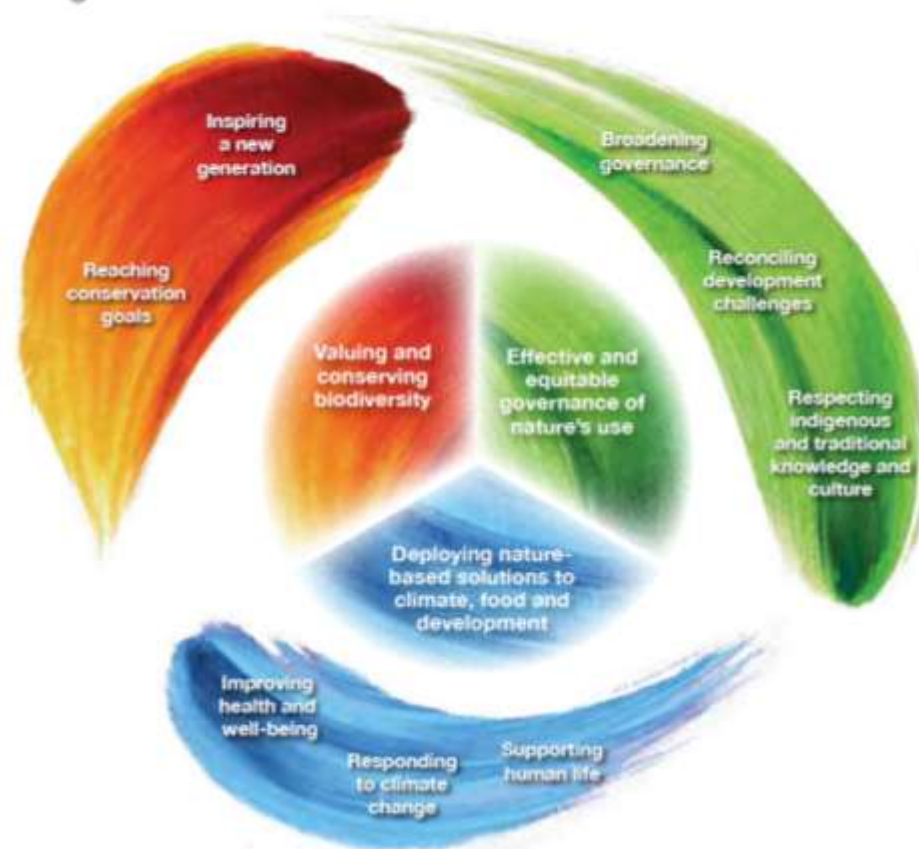 Inspiring
a new
generation
Reaching
conservation
goals
Broadening
governance
Reconciling
development
challenges
Respecting
indigenous
and traditional
knowledge and
culture
Valuing and
conserving
biodiversity
Effective and
equitable
governance of
nature's use
Deploying nature-
based solutions to
climate, food and
development
Improving
health and
well-being
Responding
to climate
change
Supporting
human life